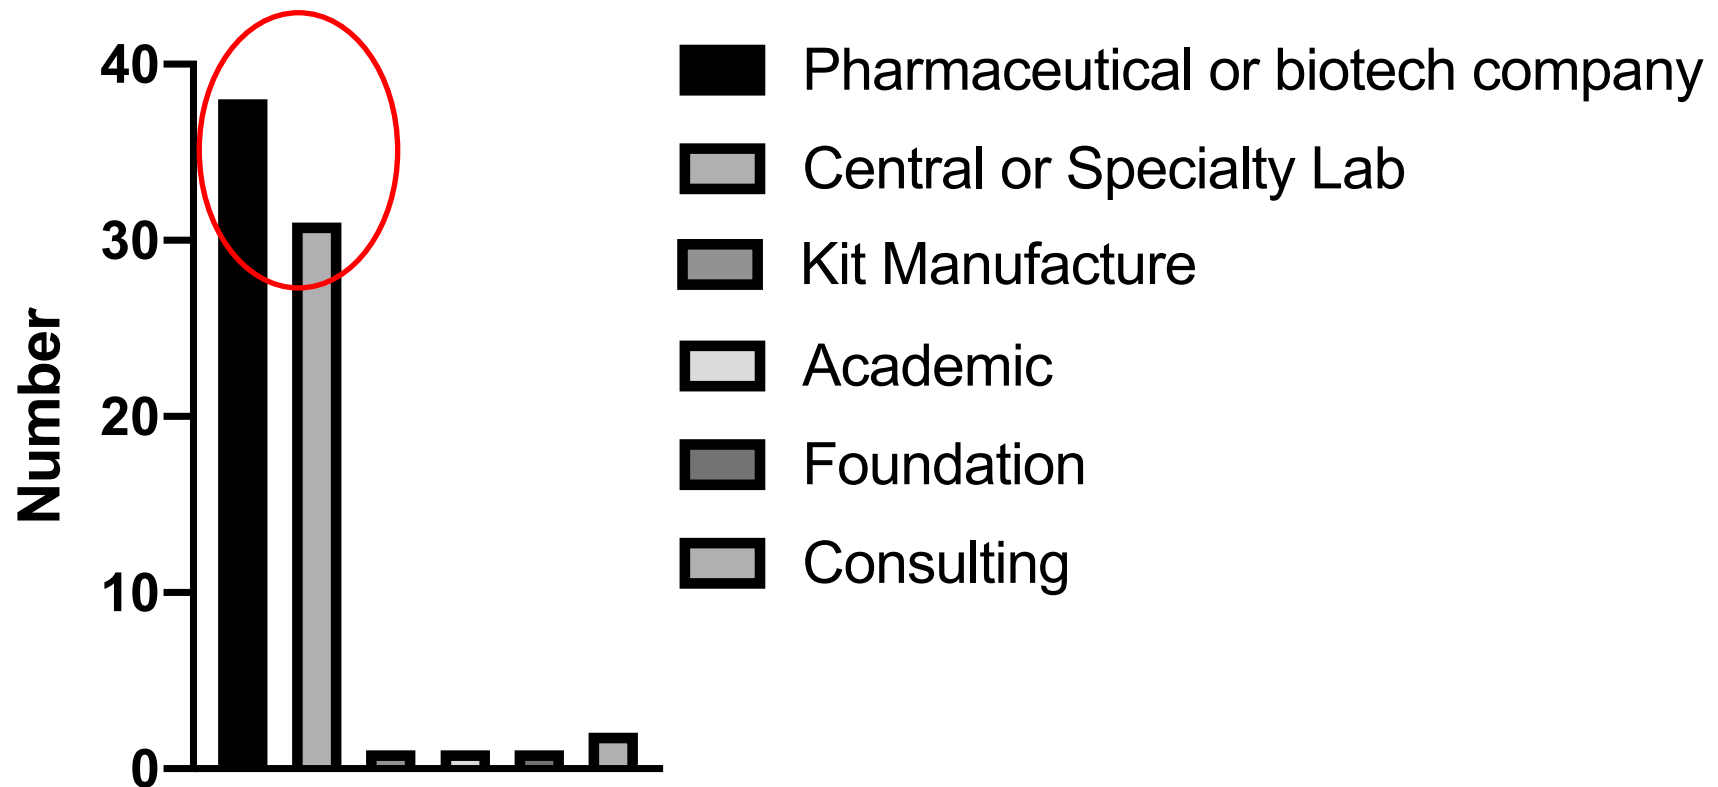 Number
40
30
20
10
0
Pharmaceutical or biotech company
Central or Specialty Lab
Kit Manufacture
Academic
Foundation
Consulting